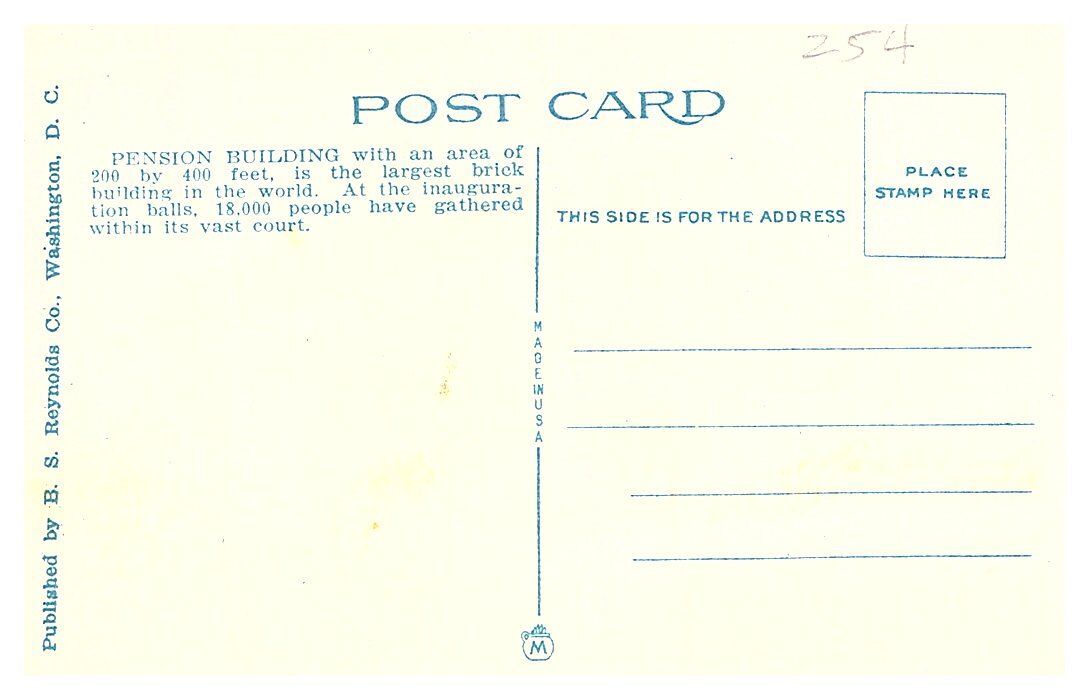 254
POST CARD
PENSION BUILDING with an area of
200 by 400 feet, is the largest brick
building in the world. At the inaugura-
tion balls, 18,000 people have gathered
within its vast court.
Published by B. S. Reynolds Co., Washington, D. C.
MADE IN USA
M
THIS SIDE IS FOR THE ADDRESS
PLACE
STAMP HERE